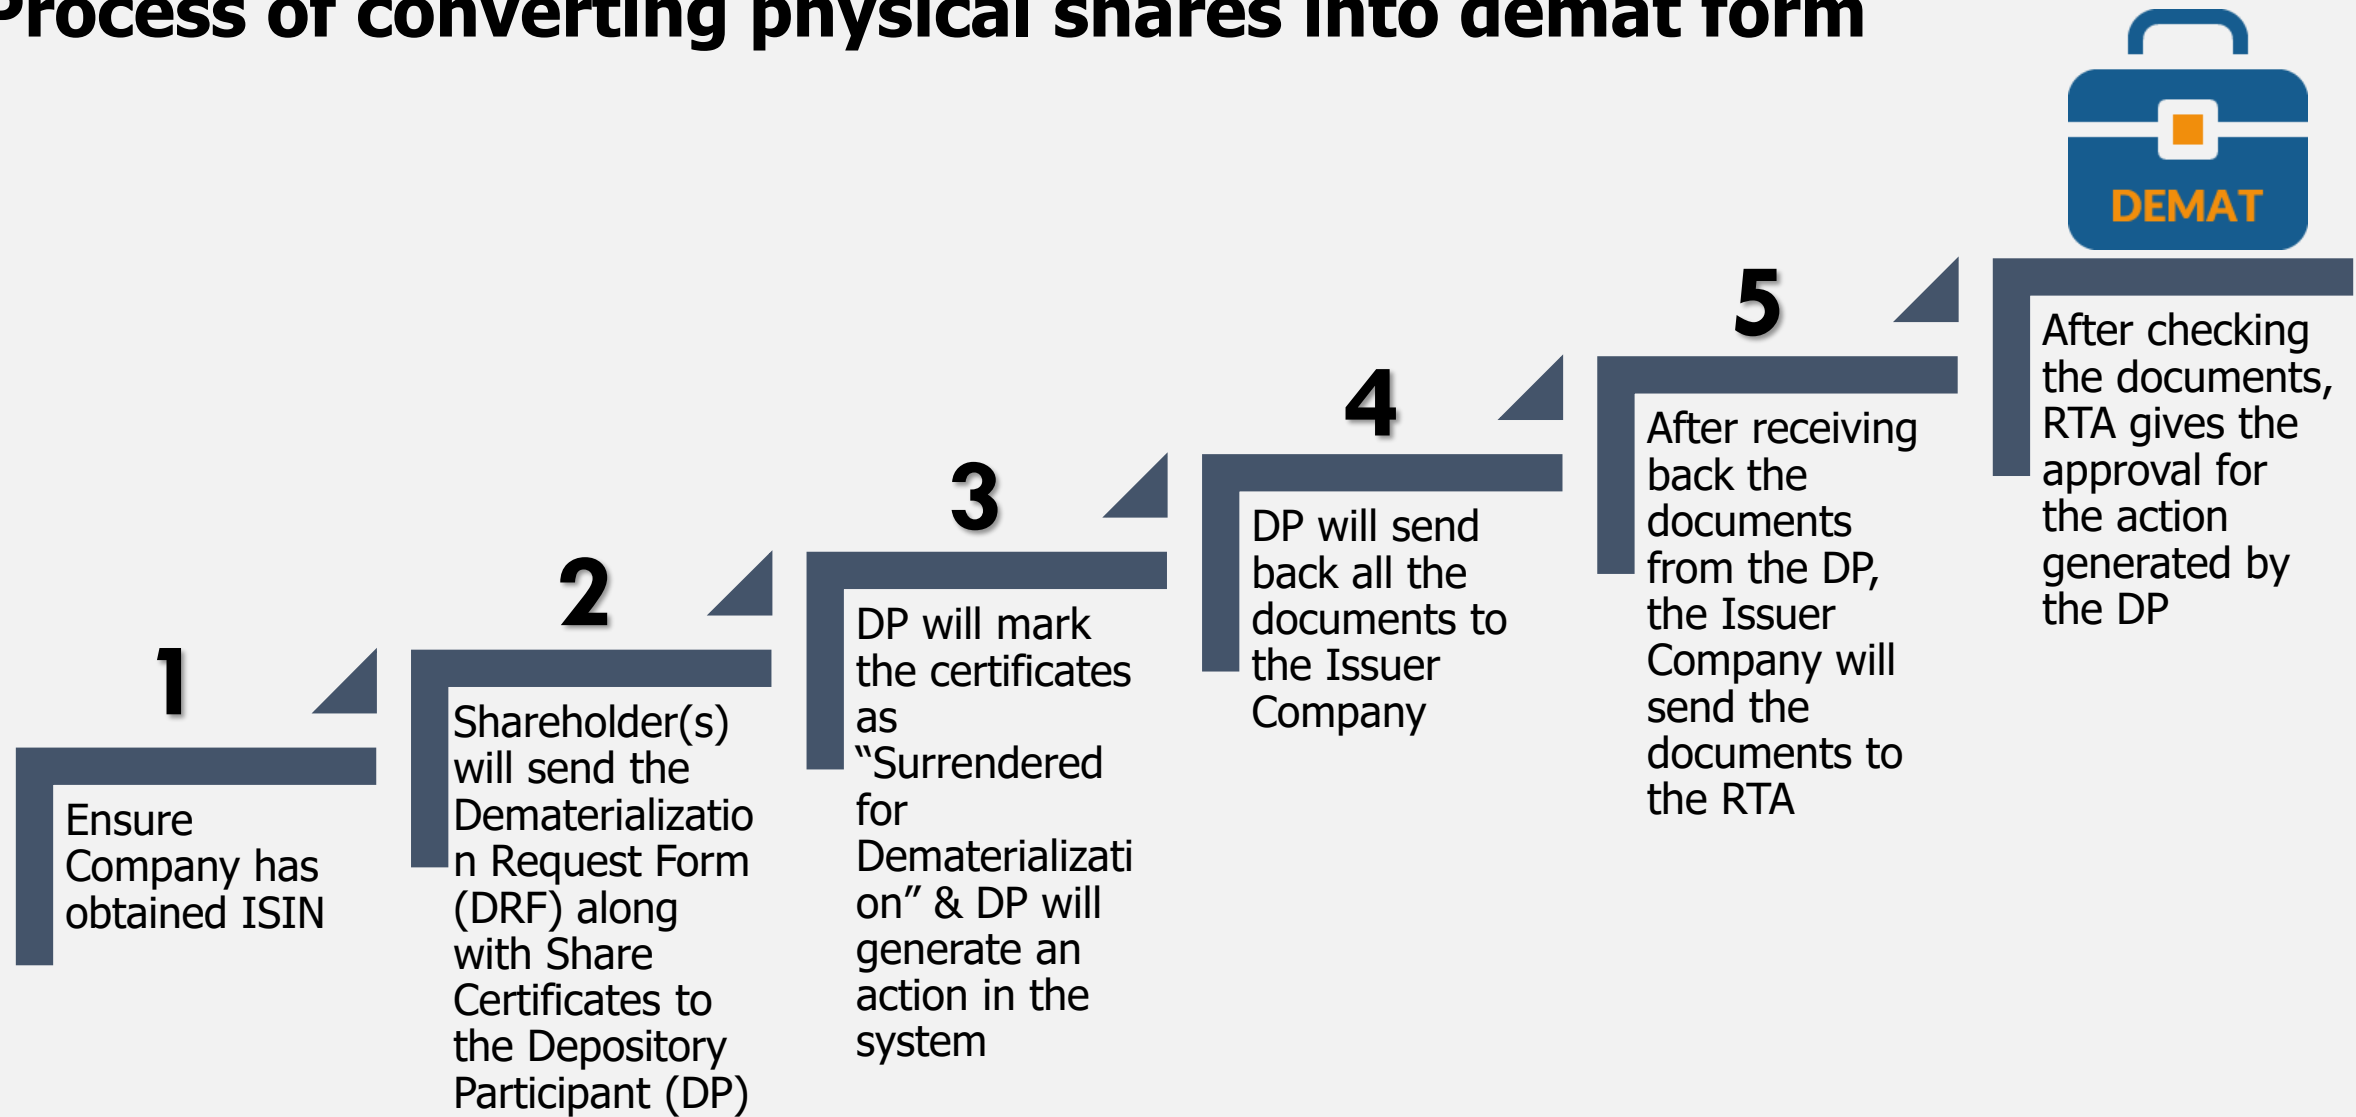 Process of converting physical shares into demat form
DEMAT
1
Ensure
Company has
obtained ISIN
2
Shareholder(s)
will send the
Dematerializatio
n Request Form
(DRF) along
with Share
Certificates to
the Depository
Participant (DP)
3
DP will mark
the certificates
as
“Surrendered
for
Dematerializati
on” & DP will
generate an
action in the
system
4
DP will send
back all the
documents to
the Issuer
Company
5
After receiving
back the
documents
from the DP,
the Issuer
Company will
send the
documents to
the RTA
After checking
the documents,
RTA gives the
approval for
the action
generated by
the DP